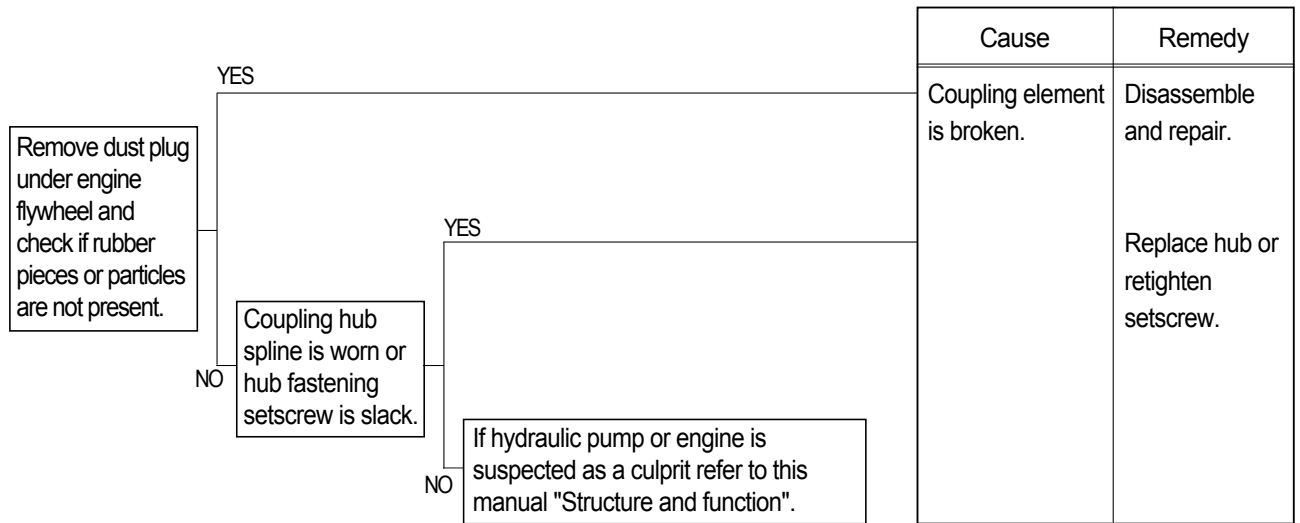 Cause
Remedy
YES
Coupling element
is broken.
Disassemble
and repair.
Remove dust plug
under engine
flywheel and
check if rubber
pieces or particles
are not present.
YES
Replace hub or
retighten
setscrew.
NO
Coupling hub
spline is worn or
hub fastening
setscrew is slack.
NO
If hydraulic pump or engine is
suspected as a culprit refer to this
manual "Structure and function".